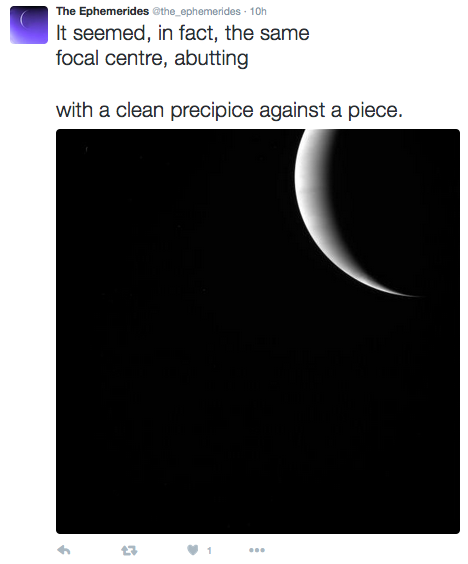 The Ephemerides @the_ephemerides · 10h
It seemed, in fact, the same
focal centre, abutting
with a clean precipice against a piece.
1